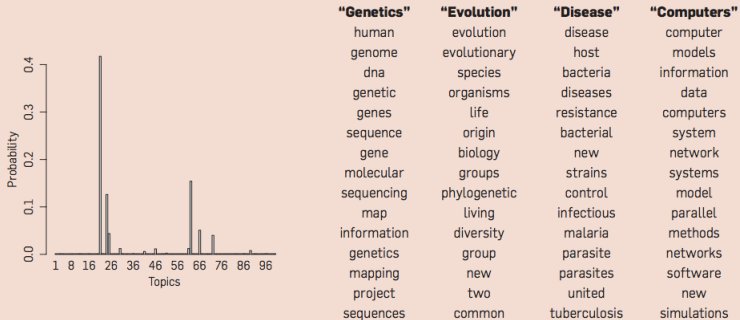 “Genetics” “Evolution” “Disease” “Computers”
human evolution disease computer
genome evolutionary host models
dna species bacteria information
genetic organisms diseases data
genes life resistance computers
sequence origin bacterial system
gene biology new network
molecular groups strains systems
sequencing phylogenetic control model
map living infectious parallel
information diversity malaria methods
genetics group parasite networks
mapping new parasites software
project two united new
sequences common tuberculosis simulations
Probability
0.4
0.3
0.2
0.1
0.0
1 8 16 26 36 46 56 66 76 86 96
Topics